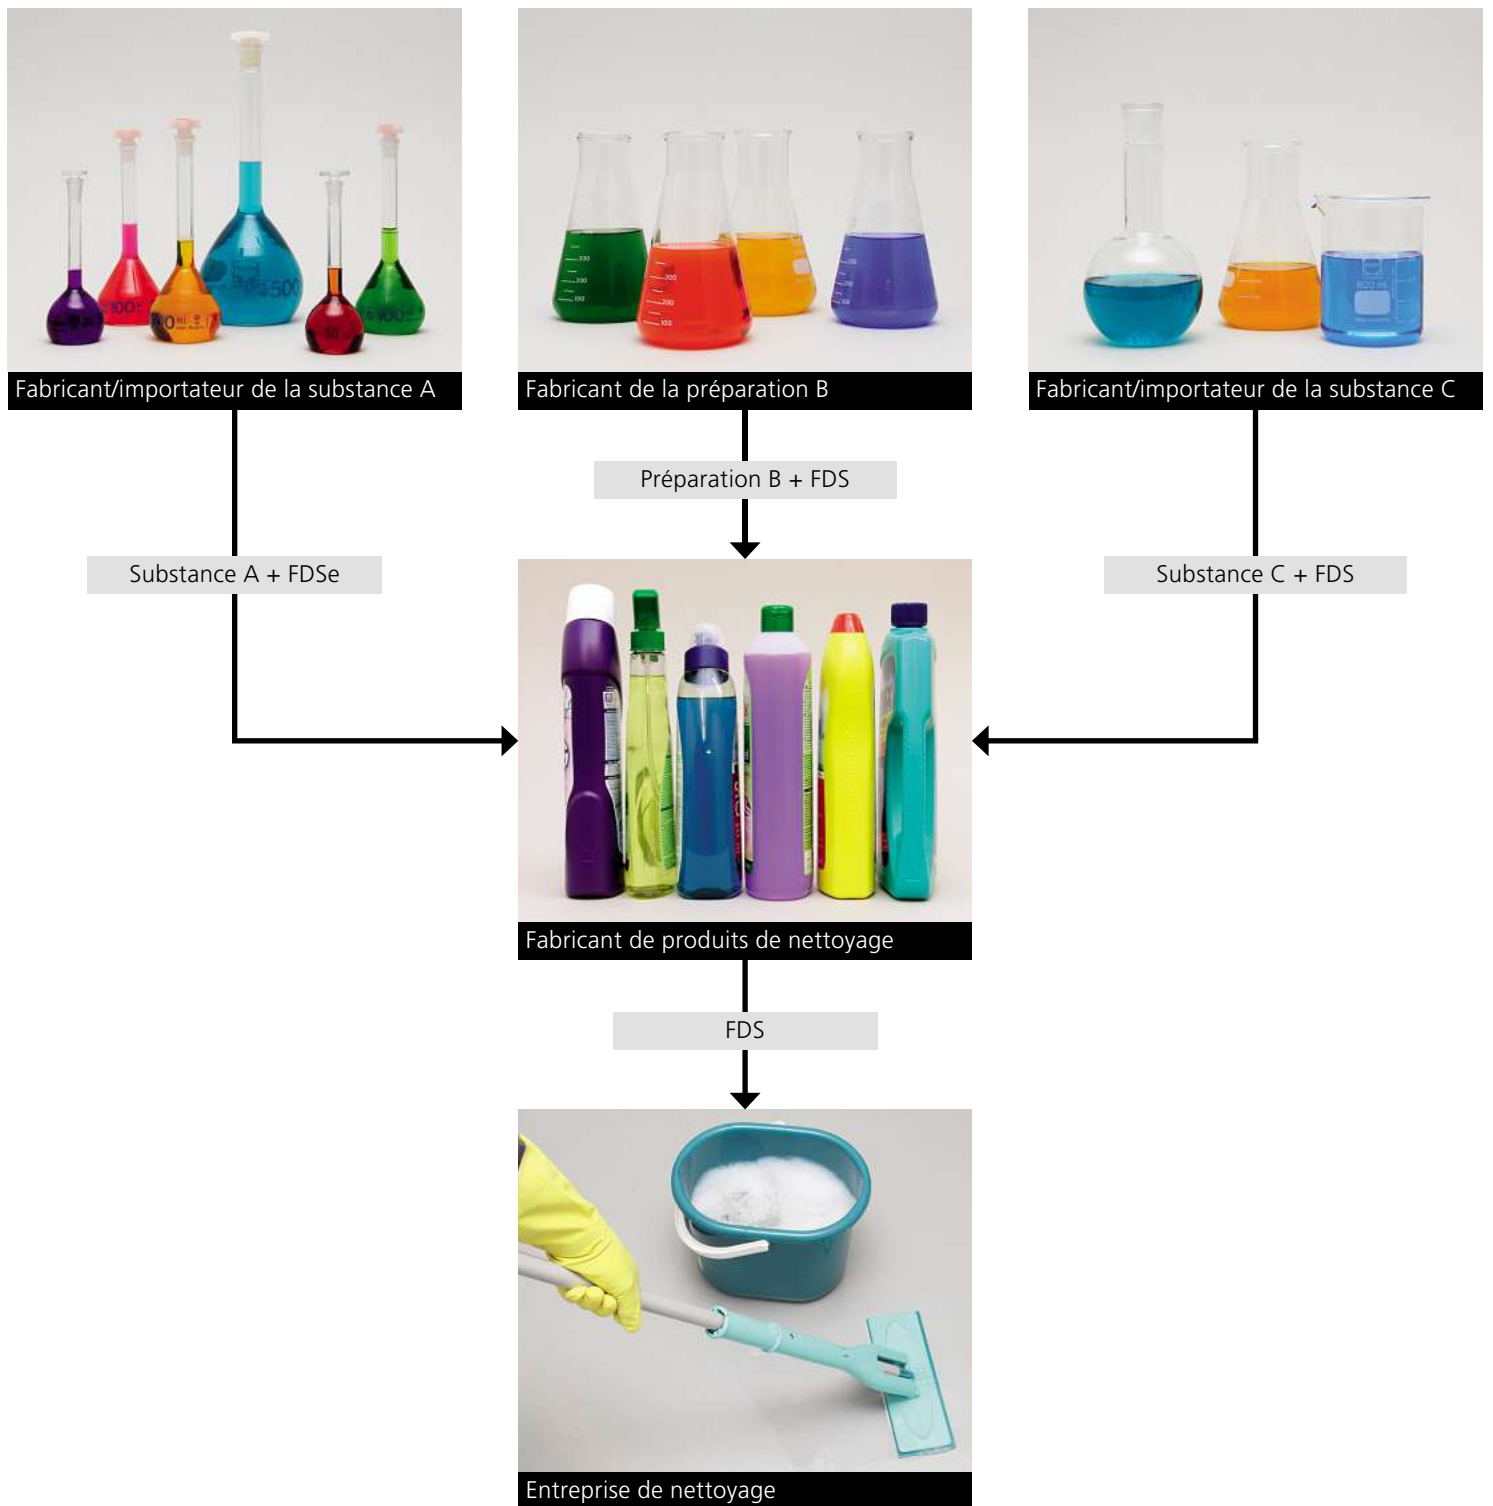 Fabricant/importateur de la substance A
Fabricant de la préparation B
Fabricant/importateur de la substance C
Préparation B + FDS
Substance A + FDSe
Substance C + FDS
Fabricant de produits de nettoyage
FDS
Entreprise de nettoyage